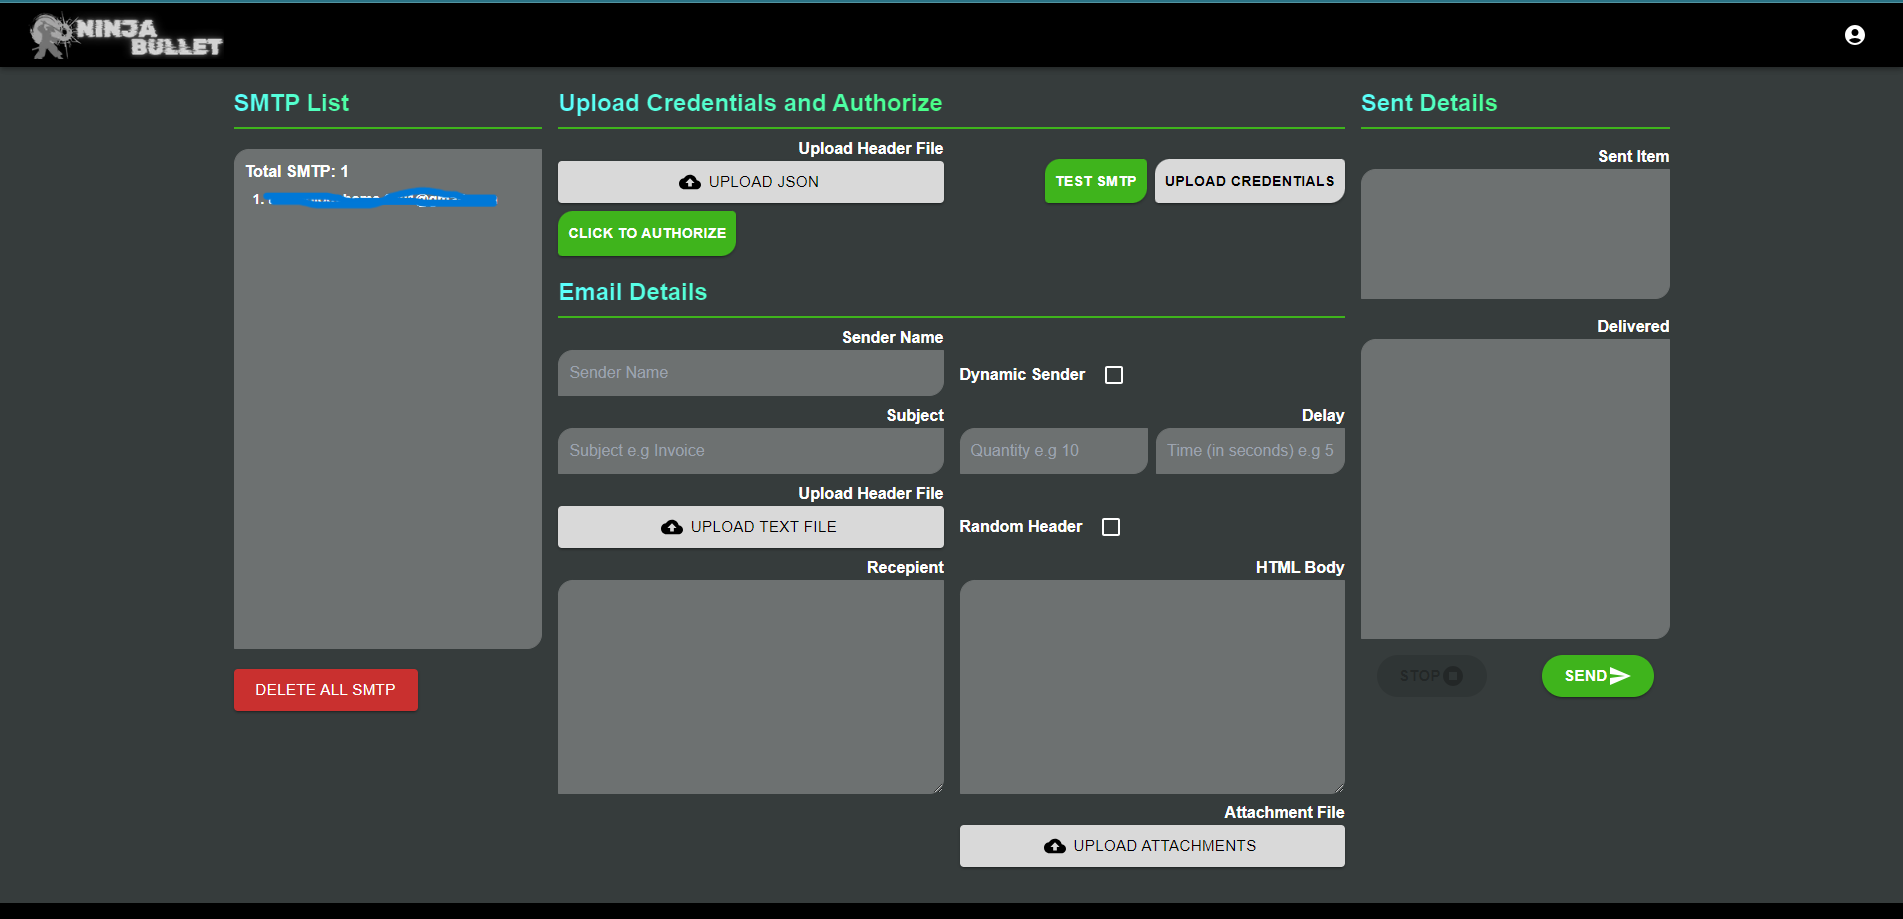 NINJA
BULLET
SMTP List
Total SMTP: 1
1.
DELETE ALL SMTP
Upload Credentials and Authorize
Upload Header File
UPLOAD JSON
TEST SMTP
UPLOAD CREDENTIALS
CLICK TO AUTHORIZE
Email Details
Sender Name
Sender Name
Dynamic Sender
Subject
Delay
Subject e.g Invoice
Quantity e.g 10
Time (in seconds) e.g 5
Upload Header File
UPLOAD TEXT FILE
Random Header
Recepient
HTML Body
Attachment File
UPLOAD ATTACHMENTS
Sent Details
Sent Item
Delivered
STOP
SEND